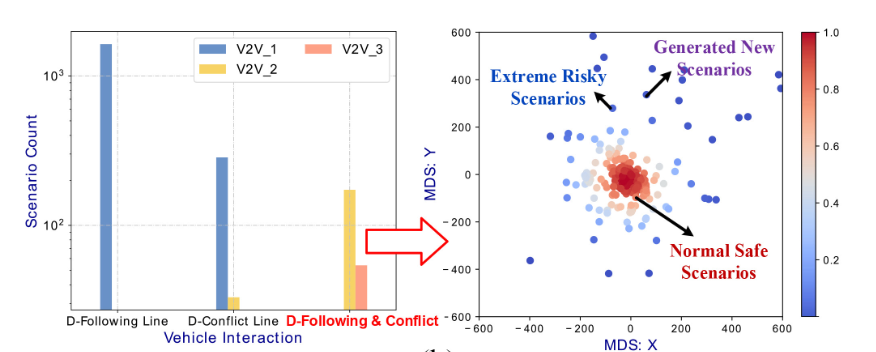 V2V_1
V2V_2
V2V_3
10³
10²
Scenario Count
D-Following Line
D-Conflict Line
D-Following & Conflict
Vehicle Interaction
600
400
200
0
−200
−400
−600
MDS: Y
−600
−400
−200
0
200
400
600
MDS: X
Extreme Risky
Scenarios
Generated New
Scenarios
Normal Safe
Scenarios
1.0
0.8
0.6
0.4
0.2